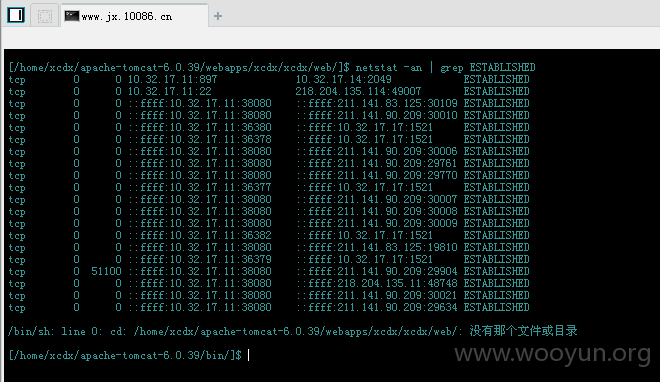 www.jx.10086.cn
[/home/xcdx/apache-tomcat-6.0.39/webapps/xcdx/xcdx/web/]$ netstat -an | grep ESTABLISHED
tcp 0 0 10.32.17.11:897 10.32.17.14:2049 ESTABLISHED
tcp 0 0 10.32.17.11:22 218.204.135.114:49007 ESTABLISHED
tcp 0 0 ::ffff:10.32.17.11:38080 ::ffff:211.141.83.125:30109 ESTABLISHED
tcp 0 0 ::ffff:10.32.17.11:38080 ::ffff:211.141.90.209:30010 ESTABLISHED
tcp 0 0 ::ffff:10.32.17.11:36380 ::ffff:10.32.17.17:1521 ESTABLISHED
tcp 0 0 ::ffff:10.32.17.11:36378 ::ffff:10.32.17.17:1521 ESTABLISHED
tcp 0 0 ::ffff:10.32.17.11:38080 ::ffff:211.141.90.209:30006 ESTABLISHED
tcp 0 0 ::ffff:10.32.17.11:38080 ::ffff:211.141.90.209:29761 ESTABLISHED
tcp 0 0 ::ffff:10.32.17.11:38080 ::ffff:211.141.90.209:29770 ESTABLISHED
tcp 0 0 ::ffff:10.32.17.11:36377 ::ffff:10.32.17.17:1521 ESTABLISHED
tcp 0 0 ::ffff:10.32.17.11:38080 ::ffff:211.141.90.209:30007 ESTABLISHED
tcp 0 0 ::ffff:10.32.17.11:38080 ::ffff:211.141.90.209:30008 ESTABLISHED
tcp 0 0 ::ffff:10.32.17.11:38080 ::ffff:211.141.90.209:30009 ESTABLISHED
tcp 0 0 ::ffff:10.32.17.11:36382 ::ffff:10.32.17.17:1521 ESTABLISHED
tcp 0 0 ::ffff:10.32.17.11:38080 ::ffff:211.141.83.125:19810 ESTABLISHED
tcp 0 0 ::ffff:10.32.17.11:36379 ::ffff:10.32.17.17:1521 ESTABLISHED
tcp 0 51100 ::ffff:10.32.17.11:38080 ::ffff:211.141.90.209:29904 ESTABLISHED
tcp 0 0 ::ffff:10.32.17.11:38080 ::ffff:218.204.135.11:48748 ESTABLISHED
tcp 0 0 ::ffff:10.32.17.11:38080 ::ffff:211.141.90.209:30021 ESTABLISHED
tcp 0 0 ::ffff:10.32.17.11:38080 ::ffff:211.141.90.209:29634 ESTABLISHED
/bin/sh: line 0: cd: /home/xcdx/apache-tomcat-6.0.39/webapps/xcdx/xcdx/web/: 没有那个文件或目录
[/home/xcdx/apache-tomcat-6.0.39/bin/]$
www.wooyun.org